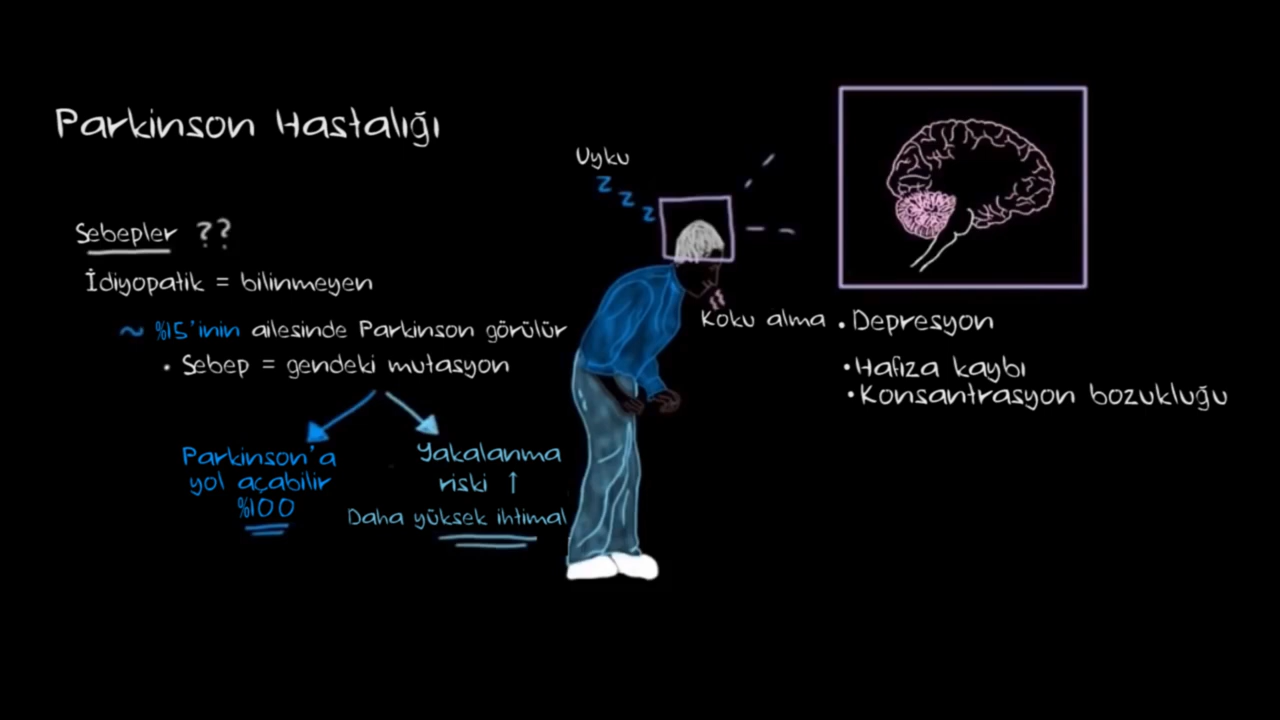 Parkinson Hastalığı
Sebepler ??
İdiyopatik = bilinmeyen
~ %15'inin ailesinde Parkinson görülür
• Sebep = gendeki mutasyon
Parkinson'a
yol açabilir
%100
Yakalanma
riski ↑
Daha yüksek ihtimal
Uyku
z
z
z
Koku alma
• Depresyon
• Hafıza kaybı
• Konsantrasyon bozukluğu